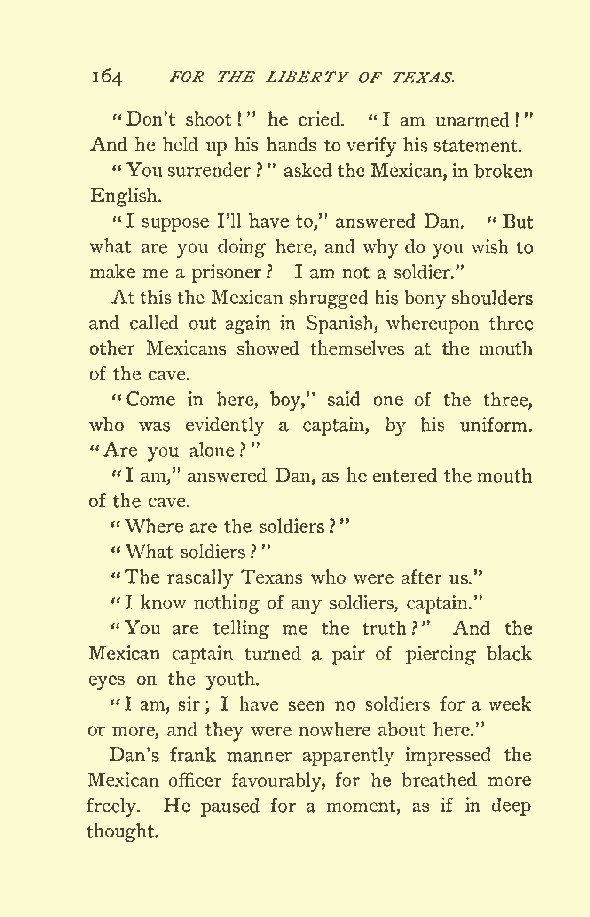 164 FOR THE LIBERTY OF TEXAS.
"Don't shoot!" he cried. "I am unarmed!"
And he held up his hands to verify his statement.
"You surrender?" asked the Mexican, in broken
English.
"I suppose I'll have to," answered Dan. "But
what are you doing here, and why do you wish to
make me a prisoner? I am not a soldier."
At this the Mexican shrugged his bony shoulders
and called out again in Spanish, whereupon three
other Mexicans showed themselves at the mouth
of the cave.
"Come in here, boy," said one of the three,
who was evidently a captain, by his uniform.
"Are you alone?"
"I am," answered Dan, as he entered the mouth
of the cave.
"Where are the soldiers?"
"What soldiers?"
"The rascally Texans who were after us."
"I know nothing of any soldiers, captain."
"You are telling me the truth?" And the
Mexican captain turned a pair of piercing black
eyes on the youth.
"I am, sir; I have seen no soldiers for a week
or more, and they were nowhere about here."
Dan's frank manner apparently impressed the
Mexican officer favourably, for he breathed more
freely. He paused for a moment, as if in deep
thought.